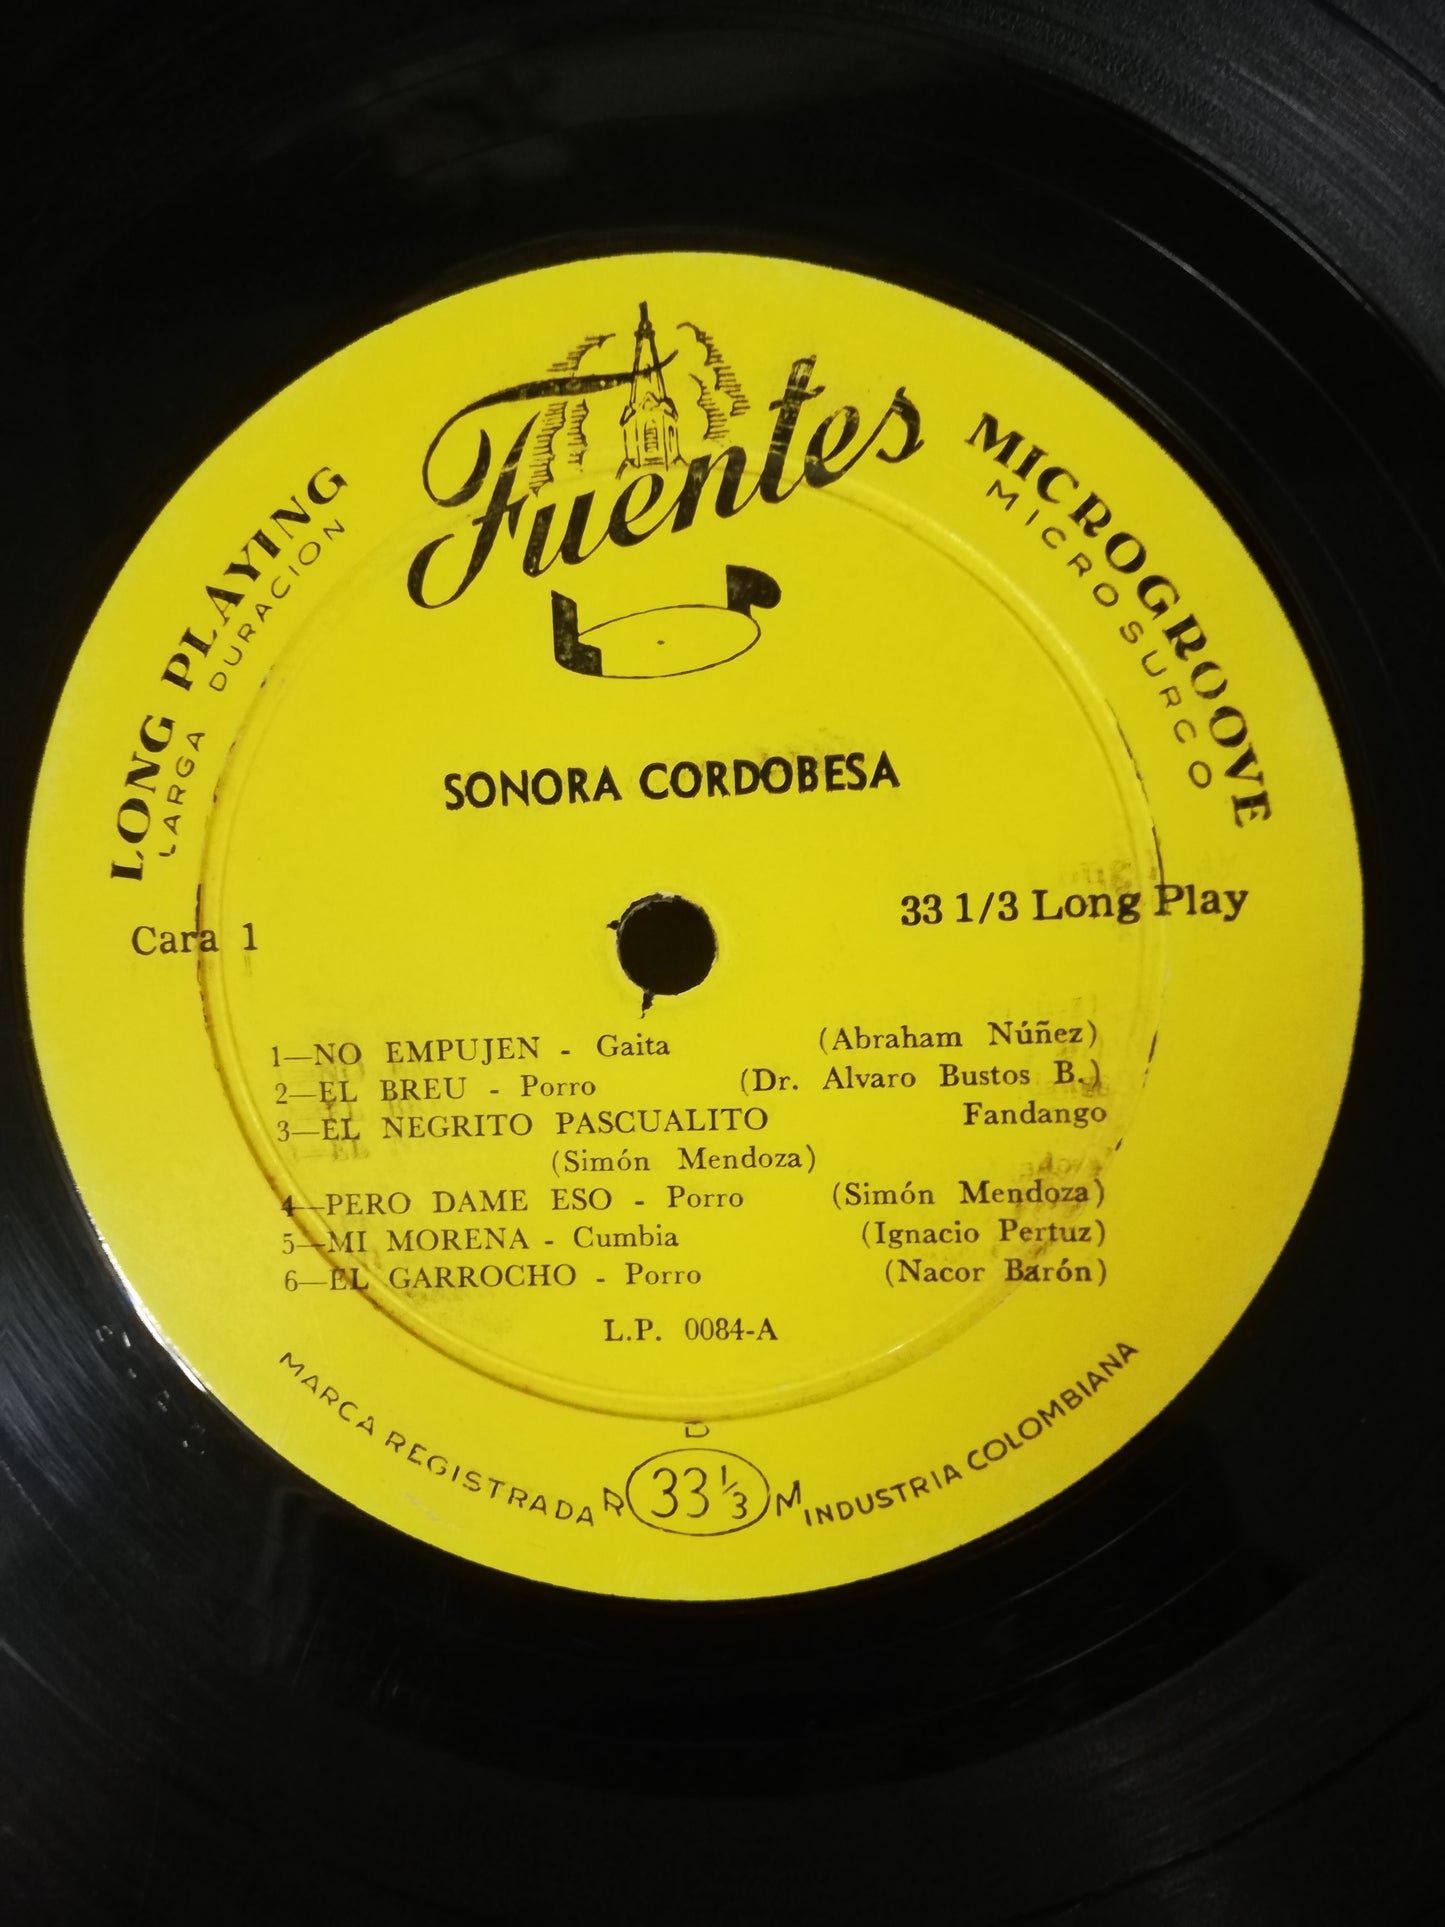 Fuentes
LONG PLAYING
LARGA DURACION
MICROGROOVE
MICROSURCO
SONORA CORDOBESA
Cara 1
33 1/3 Long Play
1—NO EMPUJEN - Gaita (Abraham Núñez)
2—EL BREU - Porro (Dr. Alvaro Bustos B.)
3—EL NEGRITO PASCUALITO Fandango
(Simón Mendoza)
4—PERO DAME ESO - Porro (Simón Mendoza)
5—MI MORENA - Cumbia (Ignacio Pertuz)
6—EL GARROCHO - Porro (Nacor Barón)
L.P. 0084-A
MARCA REGISTRADA
R 33 1/3 M
INDUSTRIA COLOMBIANA